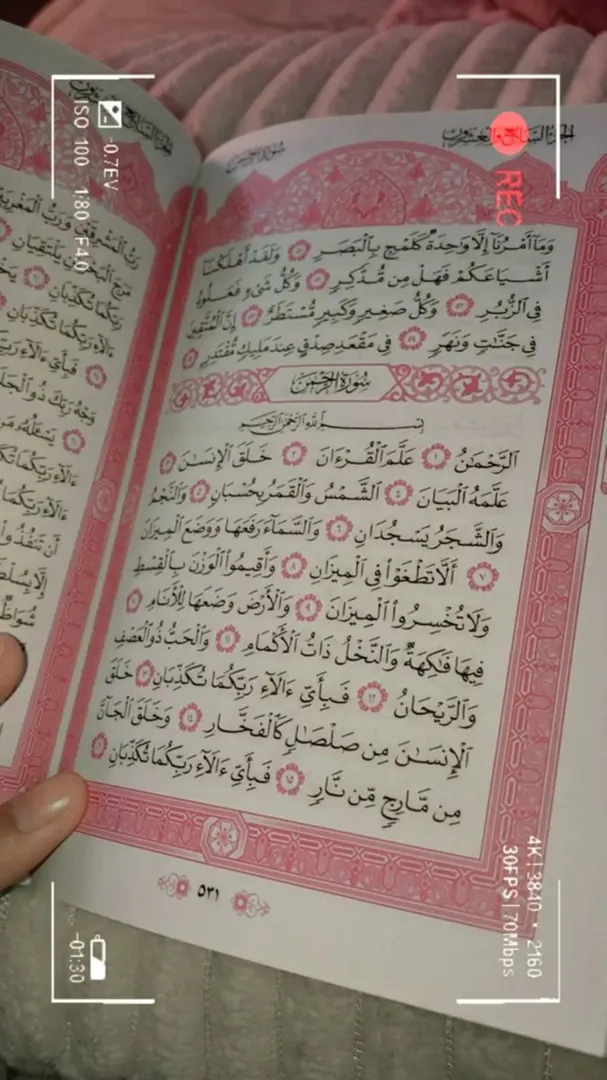 -0.7EV
ISO 100 1:80 F4.0
REC
الجزء السابع والعشرون
سورة الرحمن
وَمَآ أَمْرُنَآ إِلَّا وَٰحِدَةٌ كَلَمْحٍۭ بِٱلْبَصَرِ ٥٠ وَلَقَدْ أَهْلَكْنَآ
أَشْيَاعَكُمْ فَهَلْ مِن مُّدَّكِرٍ ٥١ وَكُلُّ شَىْءٍ فَعَلُوهُ
فِى ٱلزُّبُرِ ٥٢ وَكُلُّ صَغِيرٍ وَكَبِيرٍ مُّسْتَطَرٌ ٥٣ إِنَّ ٱلْمُتَّقِينَ
فِى جَنَّٰتٍ وَنَهَرٍ ٥٤ فِى مَقْعَدِ صِدْقٍ عِندَ مَلِيكٍ مُّقْتَدِرٍۭ ٥٥
سُورَةُ الرَّحْمٰن
بِسْمِ ٱللَّهِ ٱلرَّحْمَٰنِ ٱلرَّحِيمِ
ٱلرَّحْمَٰنُ ١ عَلَّمَ ٱلْقُرْءَانَ ٢ خَلَقَ ٱلْإِنسَٰنَ ٣
عَلَّمَهُ ٱلْبَيَانَ ٤ ٱلشَّمْسُ وَٱلْقَمَرُ بِحُسْبَانٍ ٥ وَٱلنَّجْمُ
وَٱلشَّجَرُ يَسْجُدَانِ ٦ وَٱلسَّمَآءَ رَفَعَهَا وَوَضَعَ ٱلْمِيزَانَ
٧ أَلَّا تَطْغَوْا۟ فِى ٱلْمِيزَانِ ٨ وَأَقِيمُوا۟ ٱلْوَزْنَ بِٱلْقِسْطِ
وَلَا تُخْسِرُوا۟ ٱلْمِيزَانَ ٩ وَٱلْأَرْضَ وَضَعَهَا لِلْأَنَامِ ١٠
فِيهَا فَٰكِهَةٌ وَٱلنَّخْلُ ذَاتُ ٱلْأَكْمَامِ ١١ وَٱلْحَبُّ ذُو ٱلْعَصْفِ
وَٱلرَّيْحَانُ ١٢ فَبِأَىِّ ءَالَآءِ رَبِّكُمَا تُكَذِّبَانِ ١٣ خَلَقَ
ٱلْإِنسَٰنَ مِن صَلْصَٰلٍ كَٱلْفَخَّارِ ١٤ وَخَلَقَ ٱلْجَآنَّ
مِن مَّارِجٍ مِّن نَّارٍ ١٥ فَبِأَىِّ ءَالَآءِ رَبِّكُمَا تُكَذِّبَانِ ١٦
٥٣١
رَبُّ ٱلْمَشْرِقَيْنِ وَرَبُّ ٱلْمَغْرِبَيْنِ
مَرَجَ ٱلْبَحْرَيْنِ يَلْتَقِيَانِ
رَبِّكُمَا تُكَذِّبَانِ
ءَالَآءِ رَبِّكُمَا تُكَذِّبَانِ
فَبِأَىِّ ءَالَآءِ
وَجْهُ رَبِّكَ ذُو ٱلْجَلَٰلِ
يَسْـَٔلُهُۥ مَن
ءَالَآءِ رَبِّكُمَا
ءَالَآءِ رَبِّكُمَا
أَن تَنفُذُوا۟
إِلَّا بِسُلْطَٰنٍ
شُوَاظٌ
4K | 3840 * 2160
30FPS | 70Mbps
-01:30